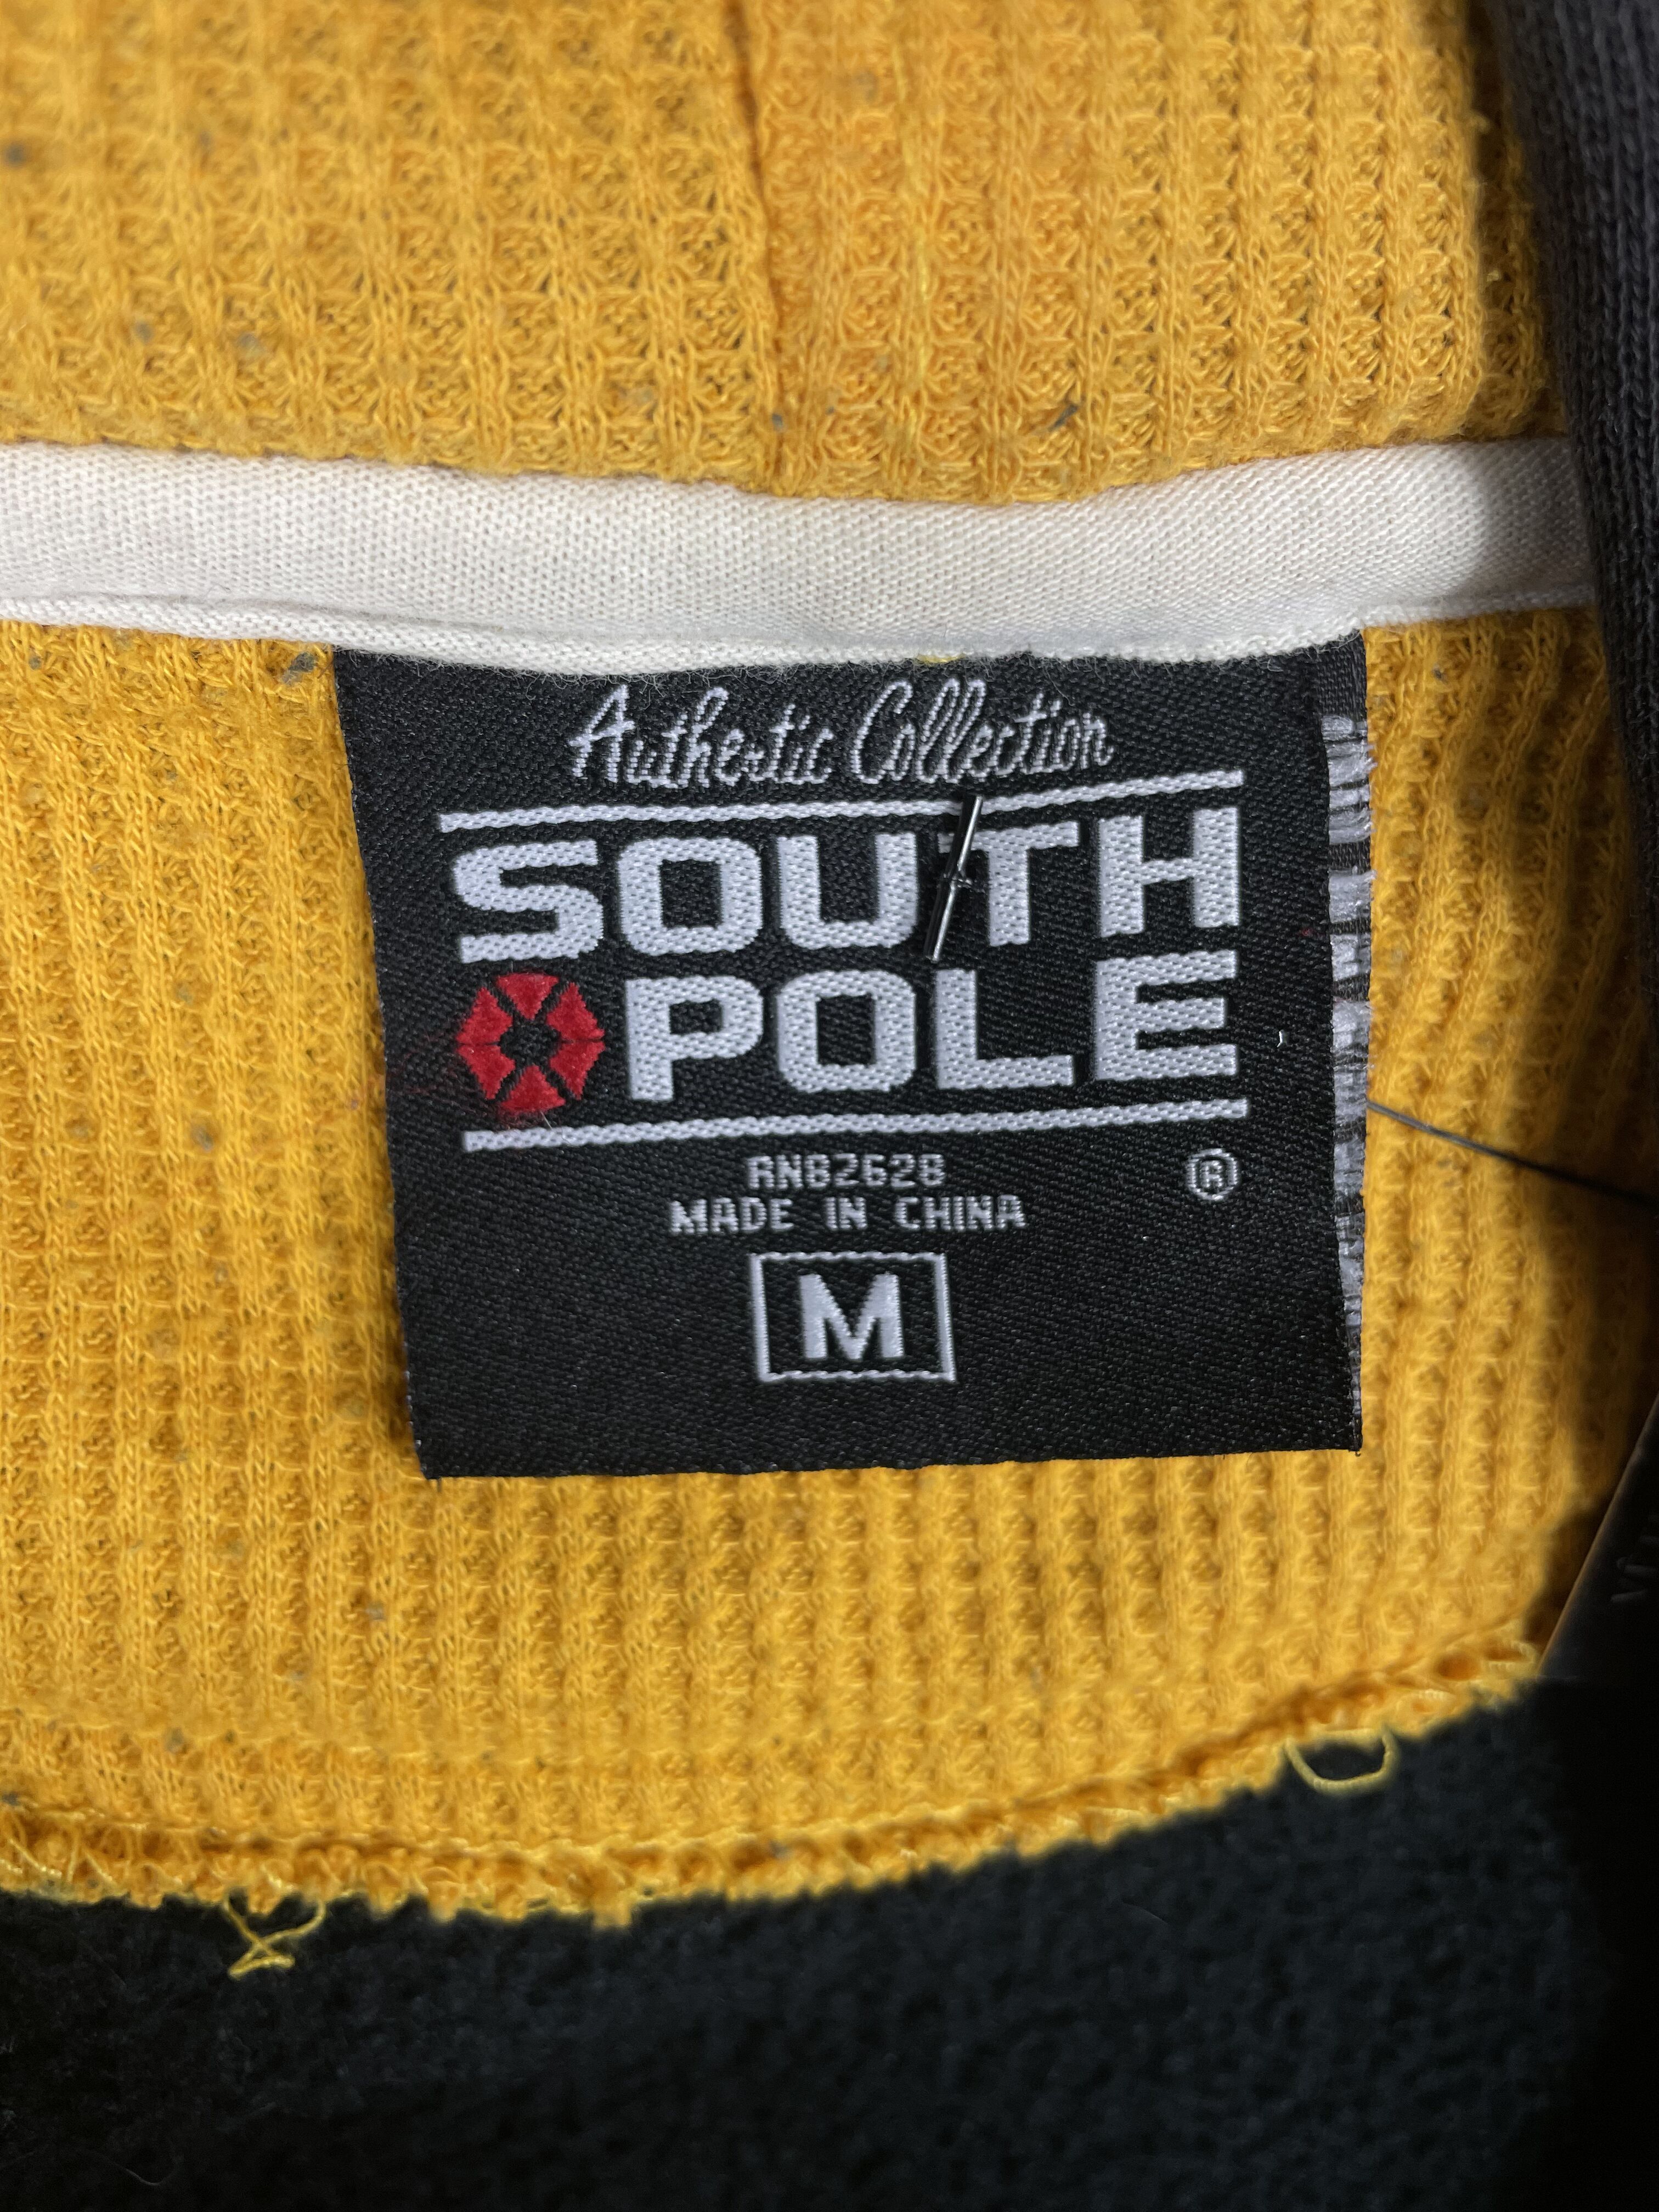 Authentic Collection
SOUTH
POLE
RN82628
MADE IN CHINA
®
M